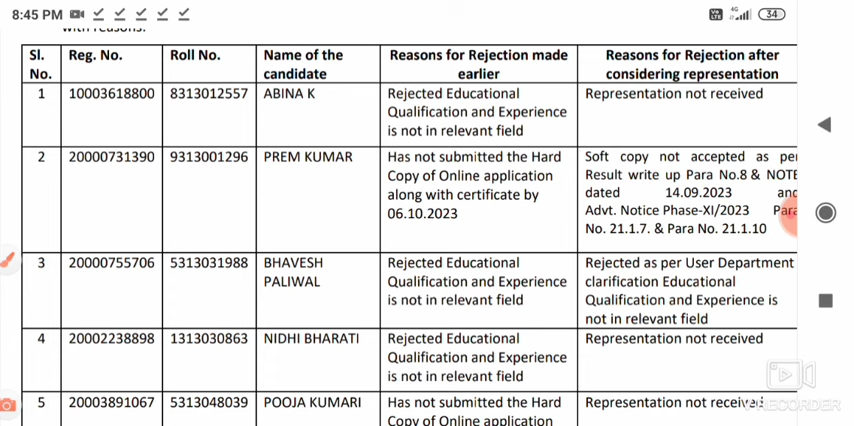 8:45 PM
4G
34
with reasons.
Sl. No. Reg. No. Roll No. Name of the candidate Reasons for Rejection made earlier Reasons for Rejection after considering representation
1 10003618800 8313012557 ABINA K Rejected Educational Representation not received
Qualification and Experience
is not in relevant field
2 20000731390 9313001296 PREM KUMAR Has not submitted the Hard Soft copy not accepted as per
Copy of Online application Result write up Para No.8 & NOTE
along with certificate by dated 14.09.2023 and
06.10.2023 Advt. Notice Phase-XI/2023 Para
No. 21.1.7. & Para No. 21.1.10
3 20000755706 5313031988 BHAVESH Rejected Educational Rejected as per User Department
PALIWAL Qualification and Experience clarification Educational
is not in relevant field Qualification and Experience is
not in relevant field
4 20002238898 1313030863 NIDHI BHARATI Rejected Educational Representation not received
Qualification and Experience
is not in relevant field
5 20003891067 5313048039 POOJA KUMARI Has not submitted the Hard Representation not received
Copy of Online application
RECORDER